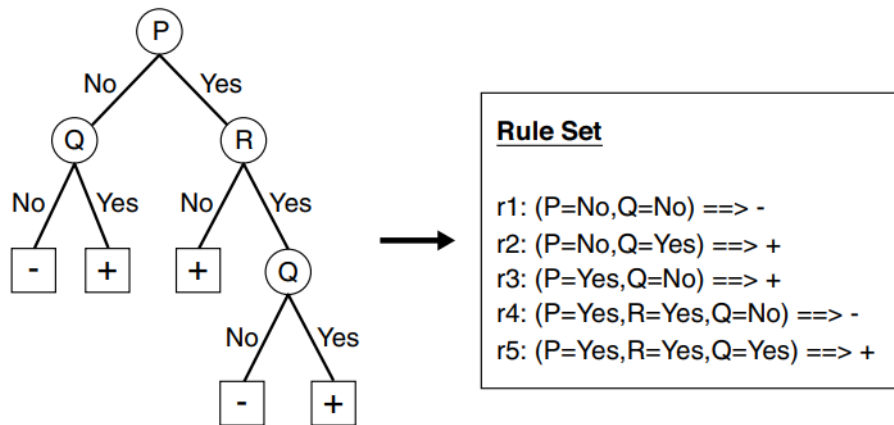 P
No Yes
Q R
No Yes No Yes
- + + Q
No Yes
- +
Rule Set
r1: (P=No,Q=No) ==> -
r2: (P=No,Q=Yes) ==> +
r3: (P=Yes,Q=No) ==> +
r4: (P=Yes,R=Yes,Q=No) ==> -
r5: (P=Yes,R=Yes,Q=Yes) ==> +